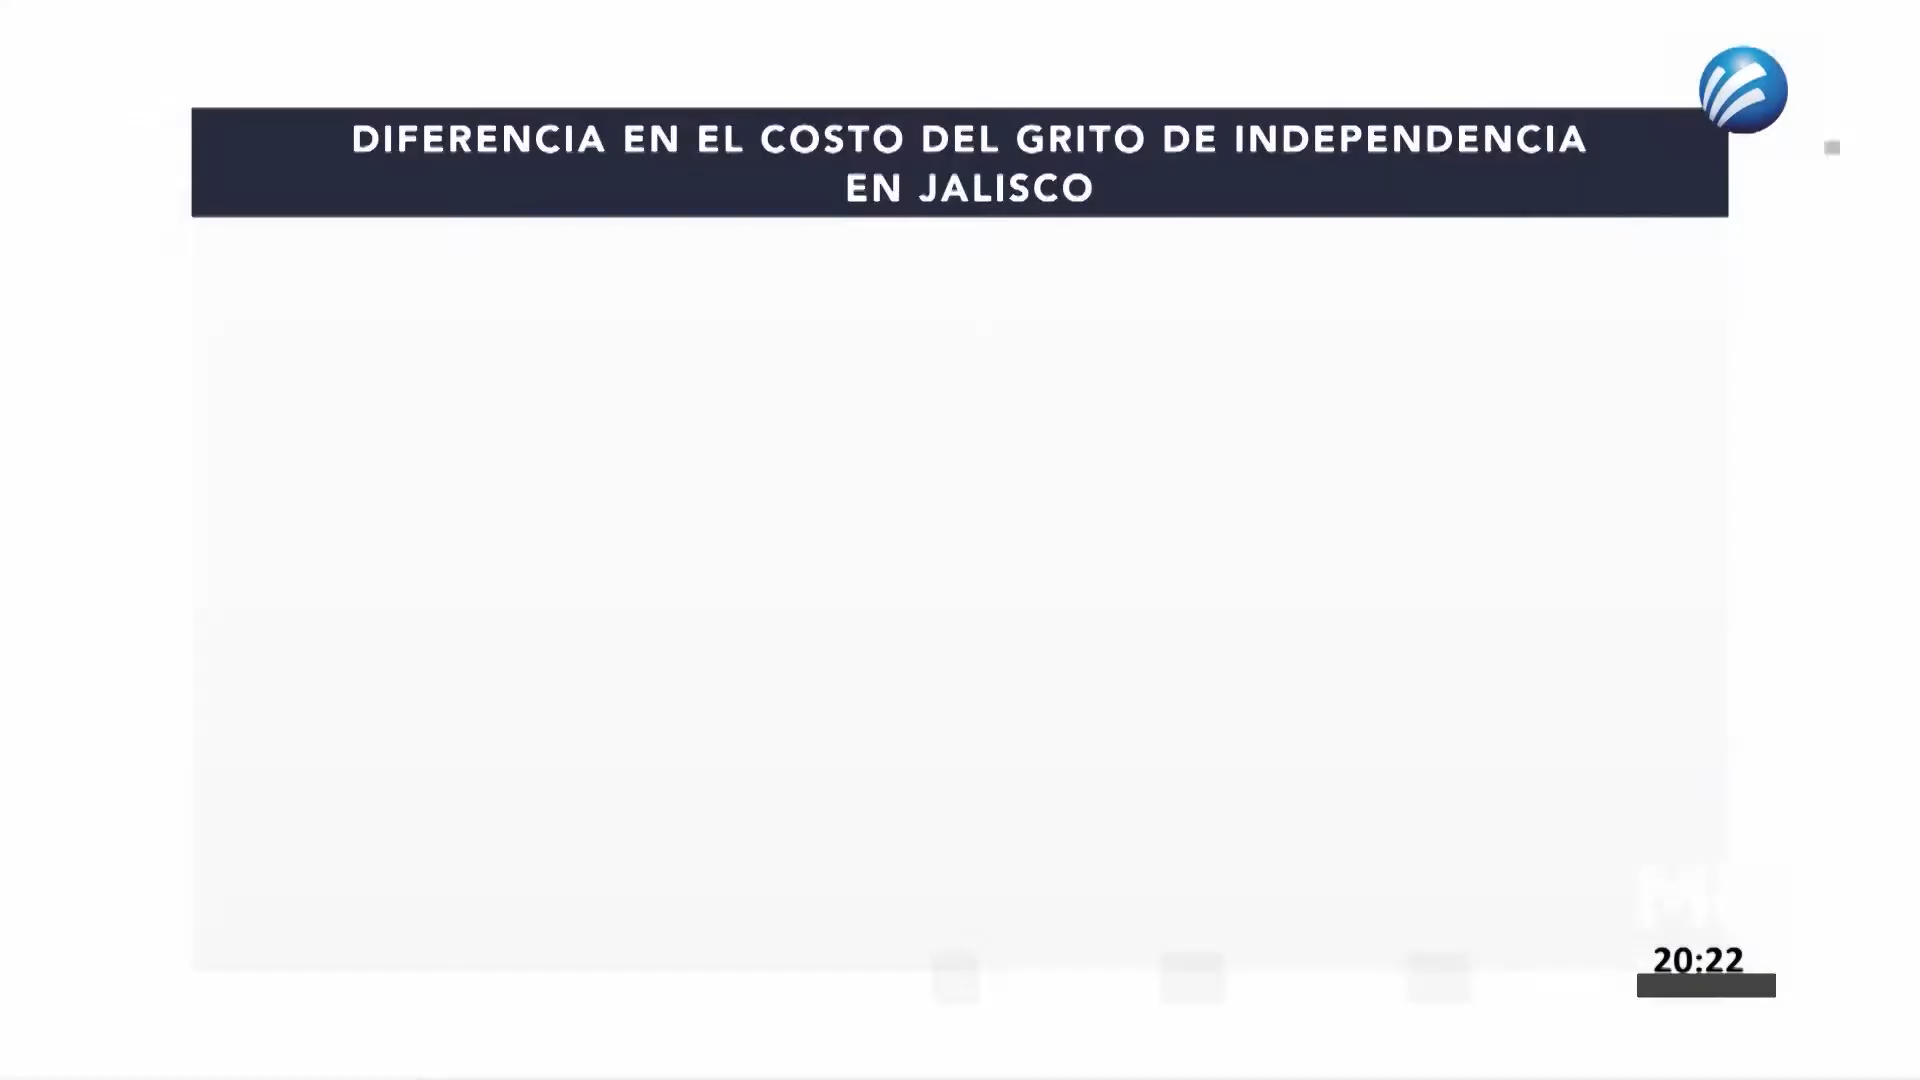 DIFERENCIA EN EL COSTO DEL GRITO DE INDEPENDENCIA
EN JALISCO
20:22